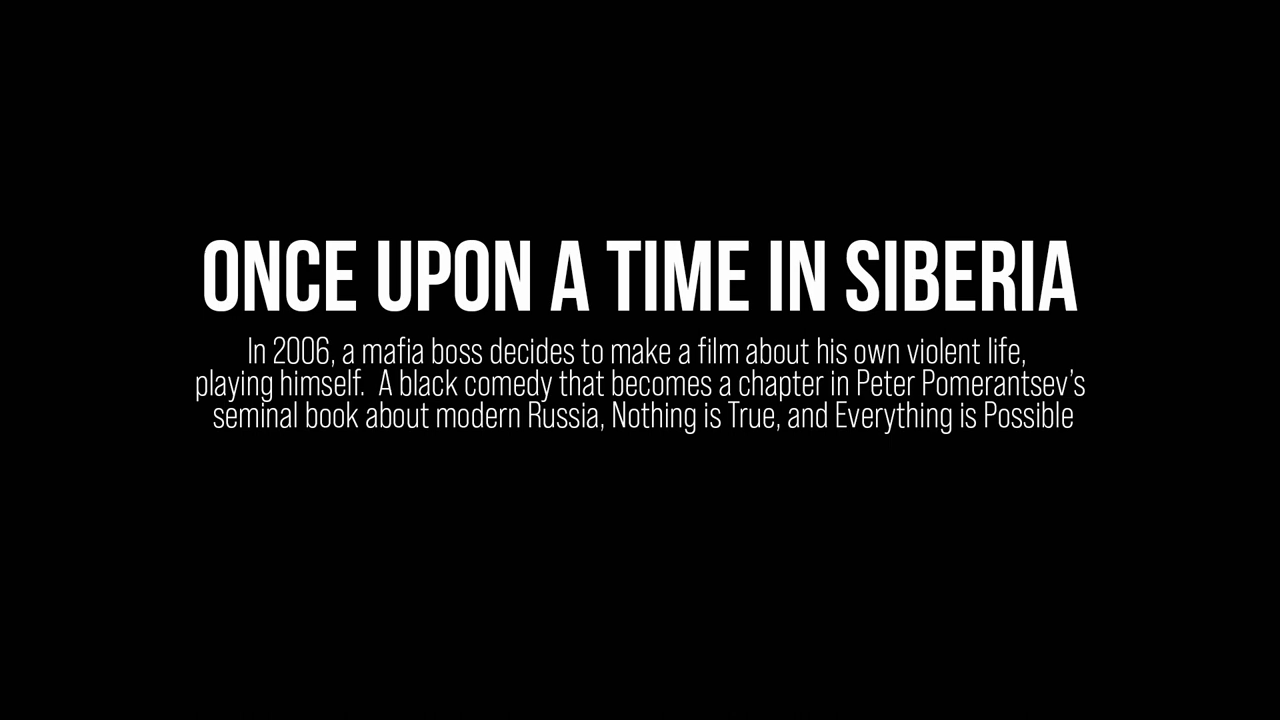 ONCE UPON A TIME IN SIBERIA
In 2006, a mafia boss decides to make a film about his own violent life,
playing himself.  A black comedy that becomes a chapter in Peter Pomerantsev’s
seminal book about modern Russia, Nothing is True, and Everything is Possible